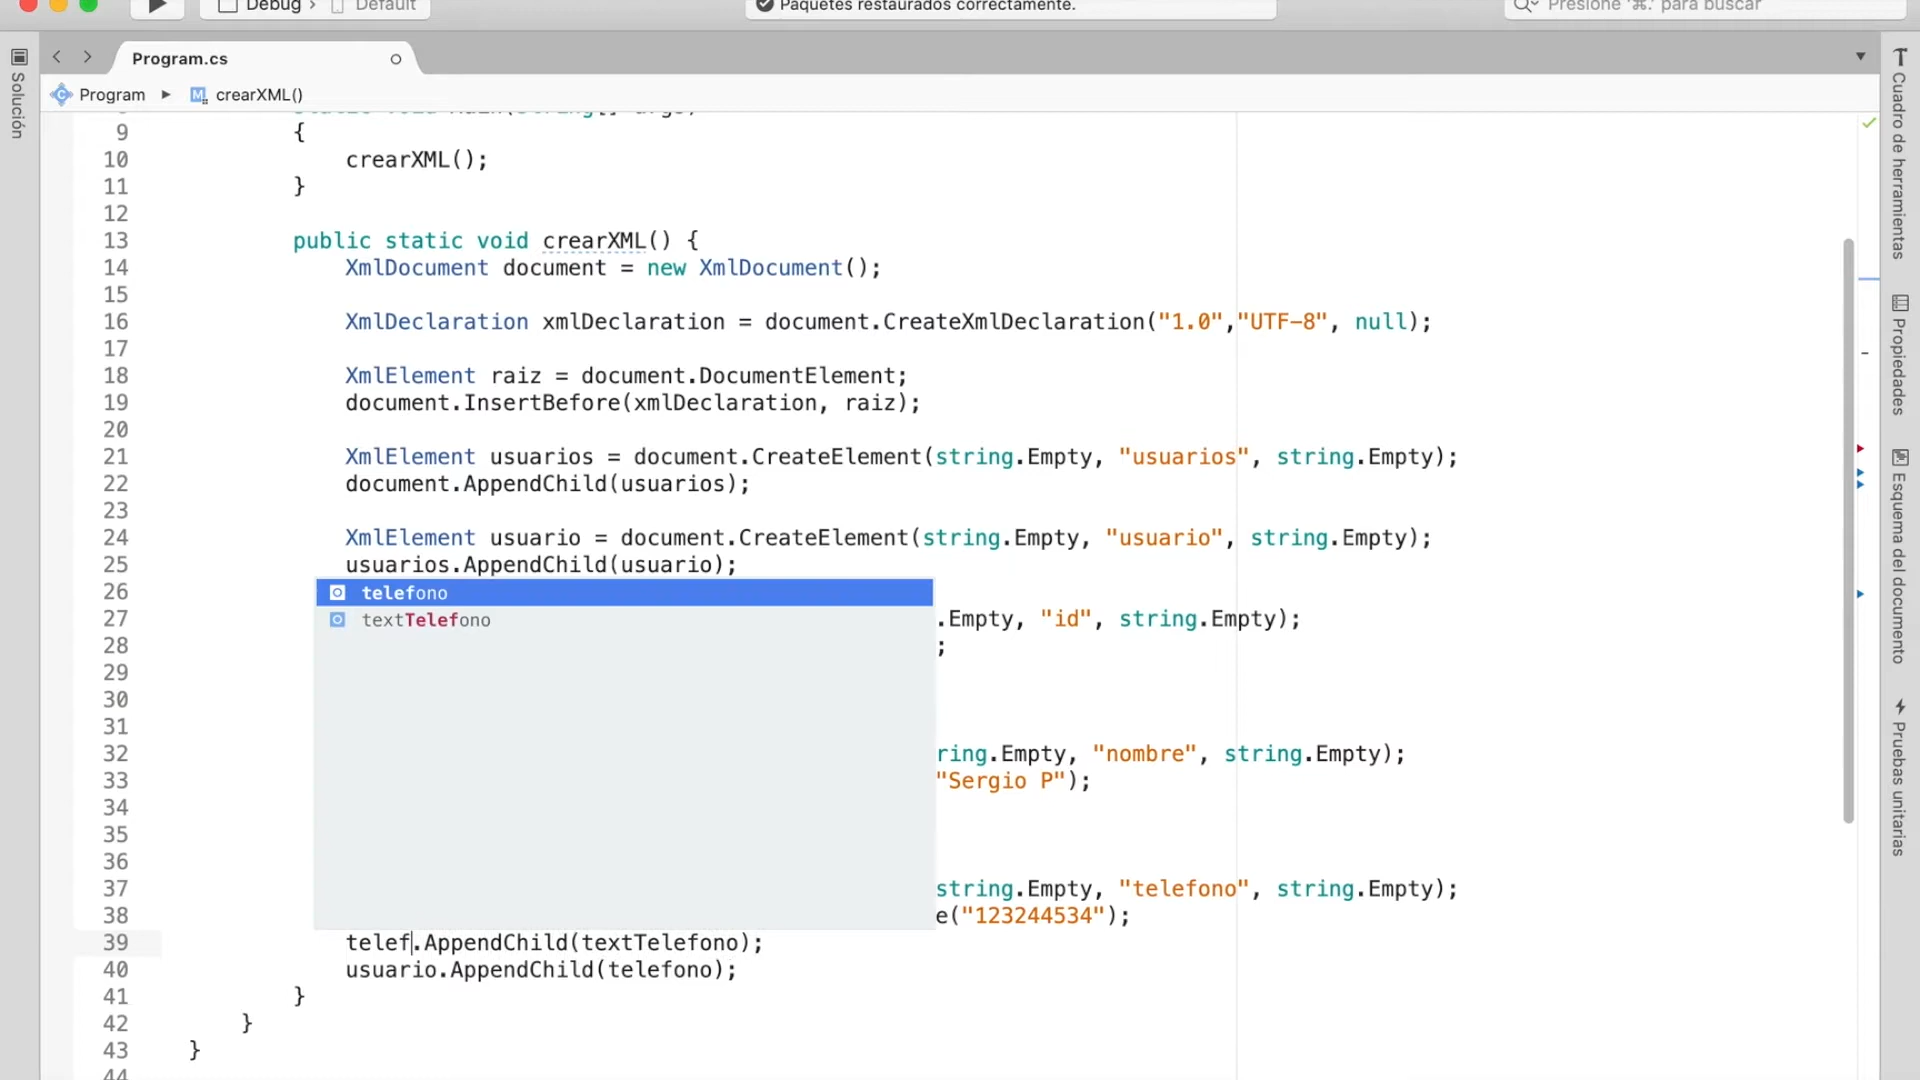 Debug › Default
Paquetes restaurados correctamente.
Presione '⌘.' para buscar
Solución
Program.cs
Program ▸ crearXML()
9 {
10 crearXML();
11 }
12
13 public static void crearXML() {
14 XmlDocument document = new XmlDocument();
15
16 XmlDeclaration xmlDeclaration = document.CreateXmlDeclaration("1.0","UTF-8", null);
17
18 XmlElement raiz = document.DocumentElement;
19 document.InsertBefore(xmlDeclaration, raiz);
20
21 XmlElement usuarios = document.CreateElement(string.Empty, "usuarios", string.Empty);
22 document.AppendChild(usuarios);
23
24 XmlElement usuario = document.CreateElement(string.Empty, "usuario", string.Empty);
25 usuarios.AppendChild(usuario);
26
telefono
27 .Empty, "id", string.Empty);
textTelefono
28 ;
29
30
31
32 ring.Empty, "nombre", string.Empty);
33 "Sergio P");
34
35
36
37 string.Empty, "telefono", string.Empty);
38 e("123244534");
39 telef.AppendChild(textTelefono);
40 usuario.AppendChild(telefono);
41 }
42 }
43 }
44
Cuadro de herramientas
Propiedades
Esquema del documento
Pruebas unitarias